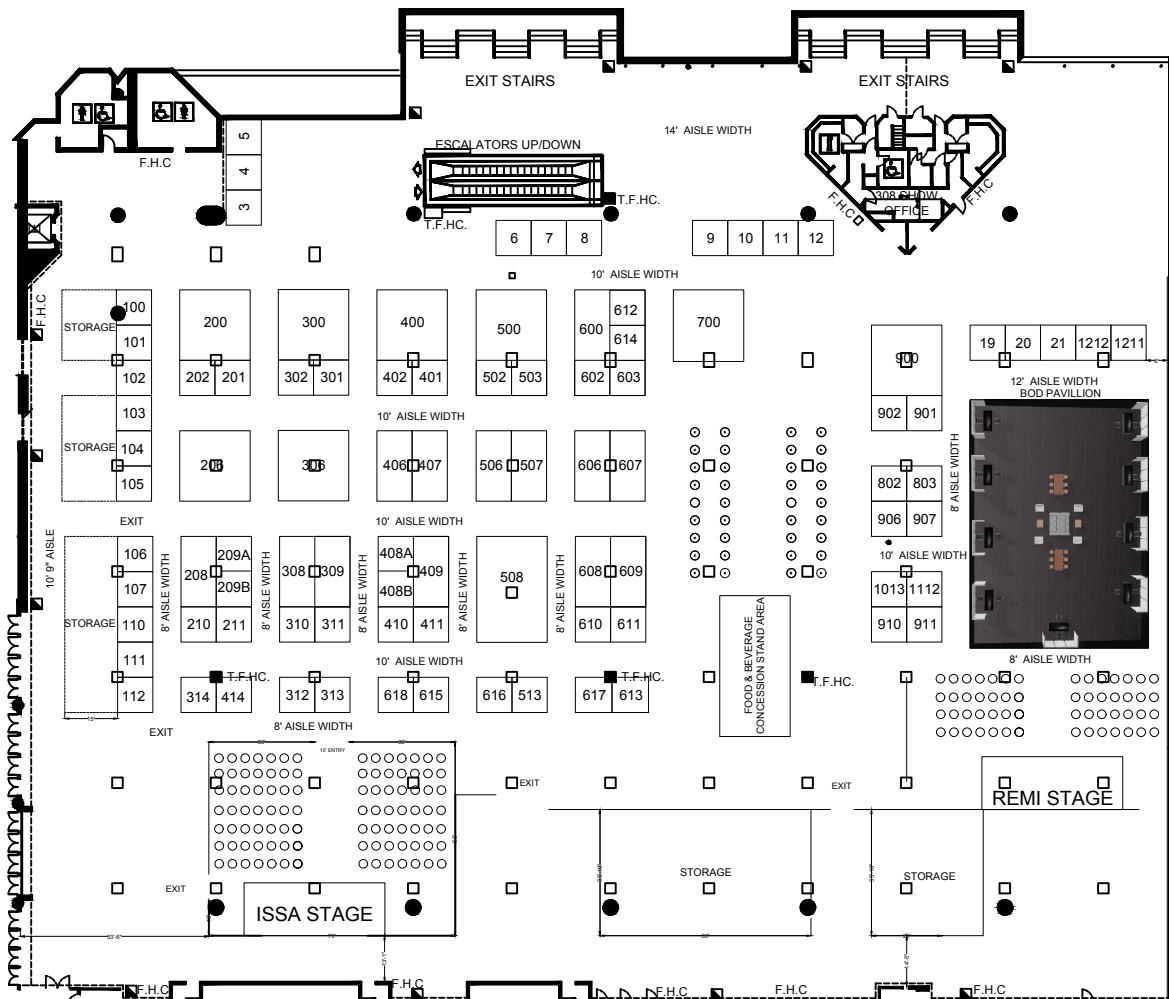 EXIT STAIRS
EXIT STAIRS
14' AISLE WIDTH
ESCALATORS UP/DOWN
F.H.C
5
4
3
T.F.HC.
T.F.HC.
308 SHOW
OFFICE
F.H.C
F.H.C
6 7 8
9 10 11 12
10' AISLE WIDTH
F.H.C
STORAGE
100
101
102
200
202 201
300
302 301
400
402 401
500
502 503
600
612
614
602 603
700
900
902 901
19 20 21 1212 1211
12' AISLE WIDTH
BOD PAVILLION
10' AISLE WIDTH
STORAGE
103
104
105
206
306
406 407
506 507
606 607
8' AISLE WIDTH
802 803
906 907
EXIT
10' AISLE WIDTH
10' AISLE WIDTH
10' 9" AISLE
STORAGE
106
107
110
111
112
8' AISLE WIDTH
208
209A
209B
210 211
8' AISLE WIDTH
308 309
310 311
8' AISLE WIDTH
408A
408B
409
410 411
8' AISLE WIDTH
508
8' AISLE WIDTH
608 609
610 611
1013 1112
910 911
FOOD & BEVERAGE
CONCESSION STAND AREA
10' AISLE WIDTH
8' AISLE WIDTH
T.F.HC.
T.F.HC.
T.F.HC.
314 414
312 313
618 615
616 513
617 613
15'
EXIT
8' AISLE WIDTH
10' ENTRY
EXIT
EXIT
REMI STAGE
STORAGE
STORAGE
EXIT
ISSA STAGE
F.H.C
F.H.C
F.H.C
F.H.C
F.H.C